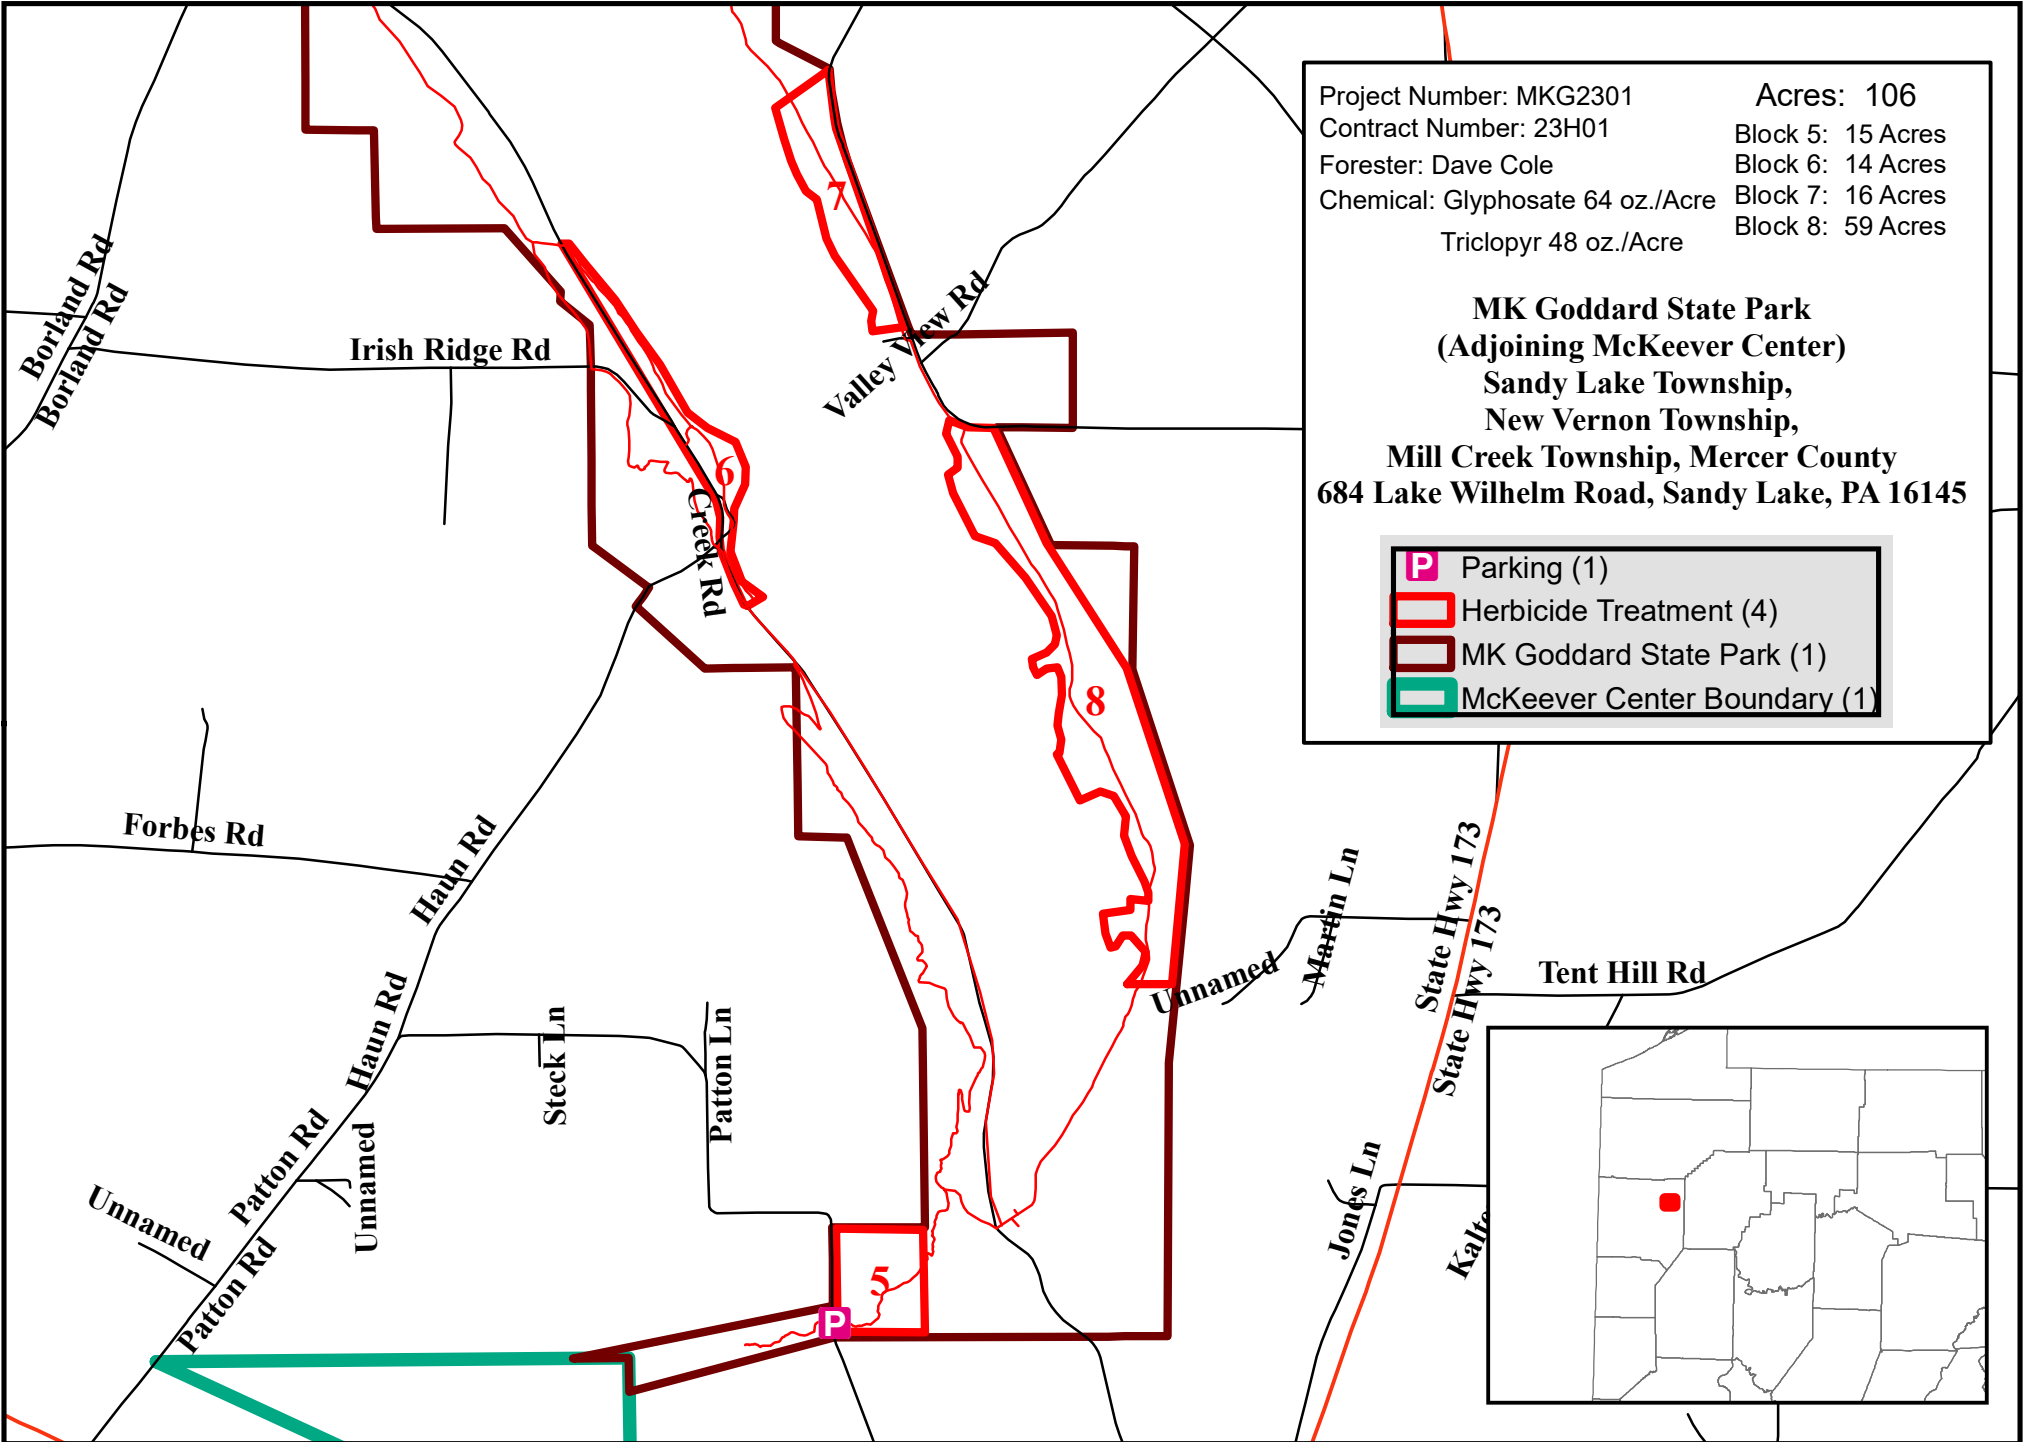 Project Number: MKG2301
Contract Number: 23H01
Forester: Dave Cole
Chemical: Glyphosate 64 oz./Acre
Triclopyr 48 oz./Acre
Acres: 106
Block 5: 15 Acres
Block 6: 14 Acres
Block 7: 16 Acres
Block 8: 59 Acres
MK Goddard State Park
(Adjoining McKeever Center)
Sandy Lake Township,
New Vernon Township,
Mill Creek Township, Mercer County
684 Lake Wilhelm Road, Sandy Lake, PA 16145
P Parking (1)
Herbicide Treatment (4)
MK Goddard State Park (1)
McKeever Center Boundary (1)
7
Borland Rd
Borland Rd
Irish Ridge Rd
Valley View Rd
6
Creek Rd
8
Forbes Rd
Haun Rd
Haun Rd
Martin Ln
State Hwy 173
State Hwy 173
Unnamed
Tent Hill Rd
Steck Ln
Patton Ln
Patton Rd
Unnamed
Unnamed
Patton Rd
Jones Ln
5
P